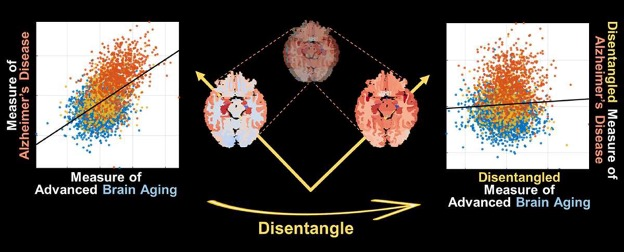 Measure of
Alzheimer's Disease
Measure of
Advanced Brain Aging
Disentangle
Disentangled
Measure of
Advanced Brain Aging
Disentangled Measure of
Alzheimer's Disease